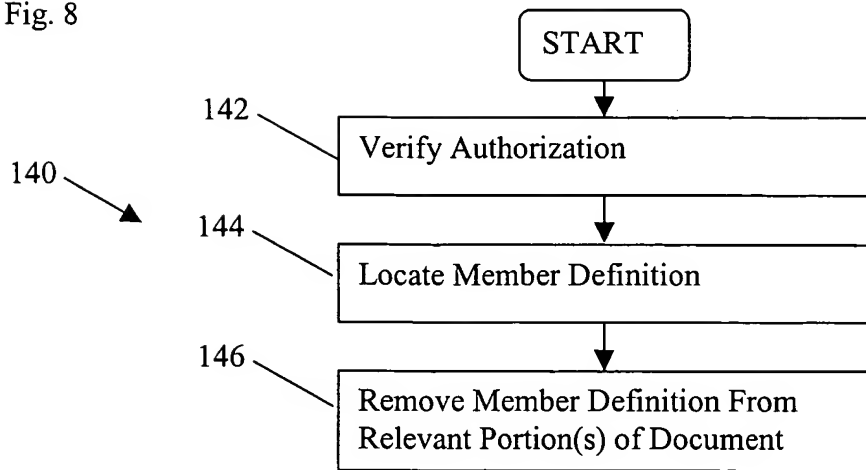 Fig. 8
START
142
Verify Authorization
140
144
Locate Member Definition
146
Remove Member Definition From
Relevant Portion(s) of Document